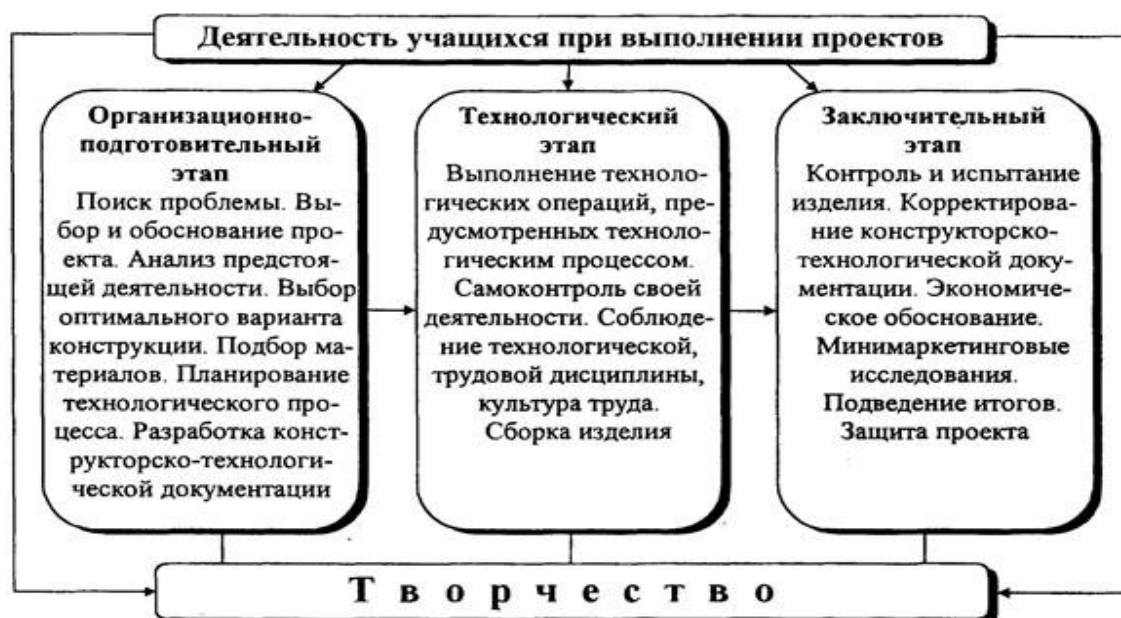 Деятельность учащихся при выполнении проектов
Организационно-
подготовительный
этап
Поиск проблемы. Вы-
бор и обоснование про-
екта. Анализ предстоя-
щей деятельности. Выбор
оптимального варианта
конструкции. Подбор ма-
териалов. Планирование
технологического про-
цесса. Разработка конст-
рукторско-технологи-
ческой документации
Технологический
этап
Выполнение техноло-
гических операций, пре-
дусмотренных техноло-
гическим процессом.
Самоконтроль своей
деятельности. Соблюде-
ние технологической,
трудовой дисциплины,
культура труда.
Сборка изделия
Заключительный
этап
Контроль и испытание
изделия. Корректирова-
ние конструкторско-
технологической доку-
ментации. Экономиче-
ское обоснование.
Минимаркетинговые
исследования.
Подведение итогов.
Защита проекта
Творчество